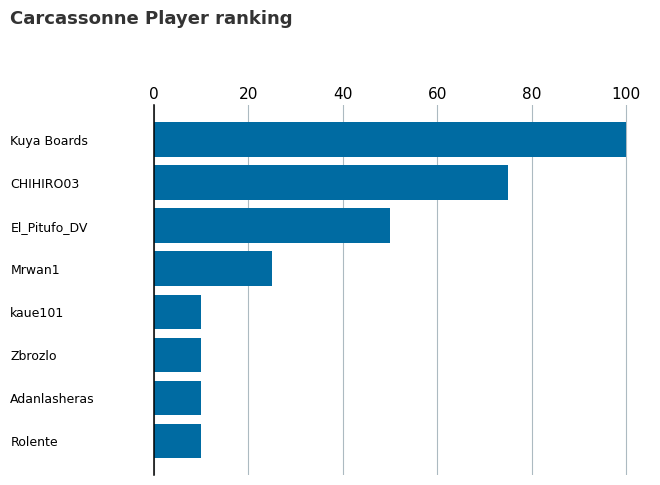 Carcassonne Player ranking
0 20 40 60 80 100
Kuya Boards
CHIHIRO03
El_Pitufo_DV
Mrwan1
kaue101
Zbrozlo
Adanlasheras
Rolente